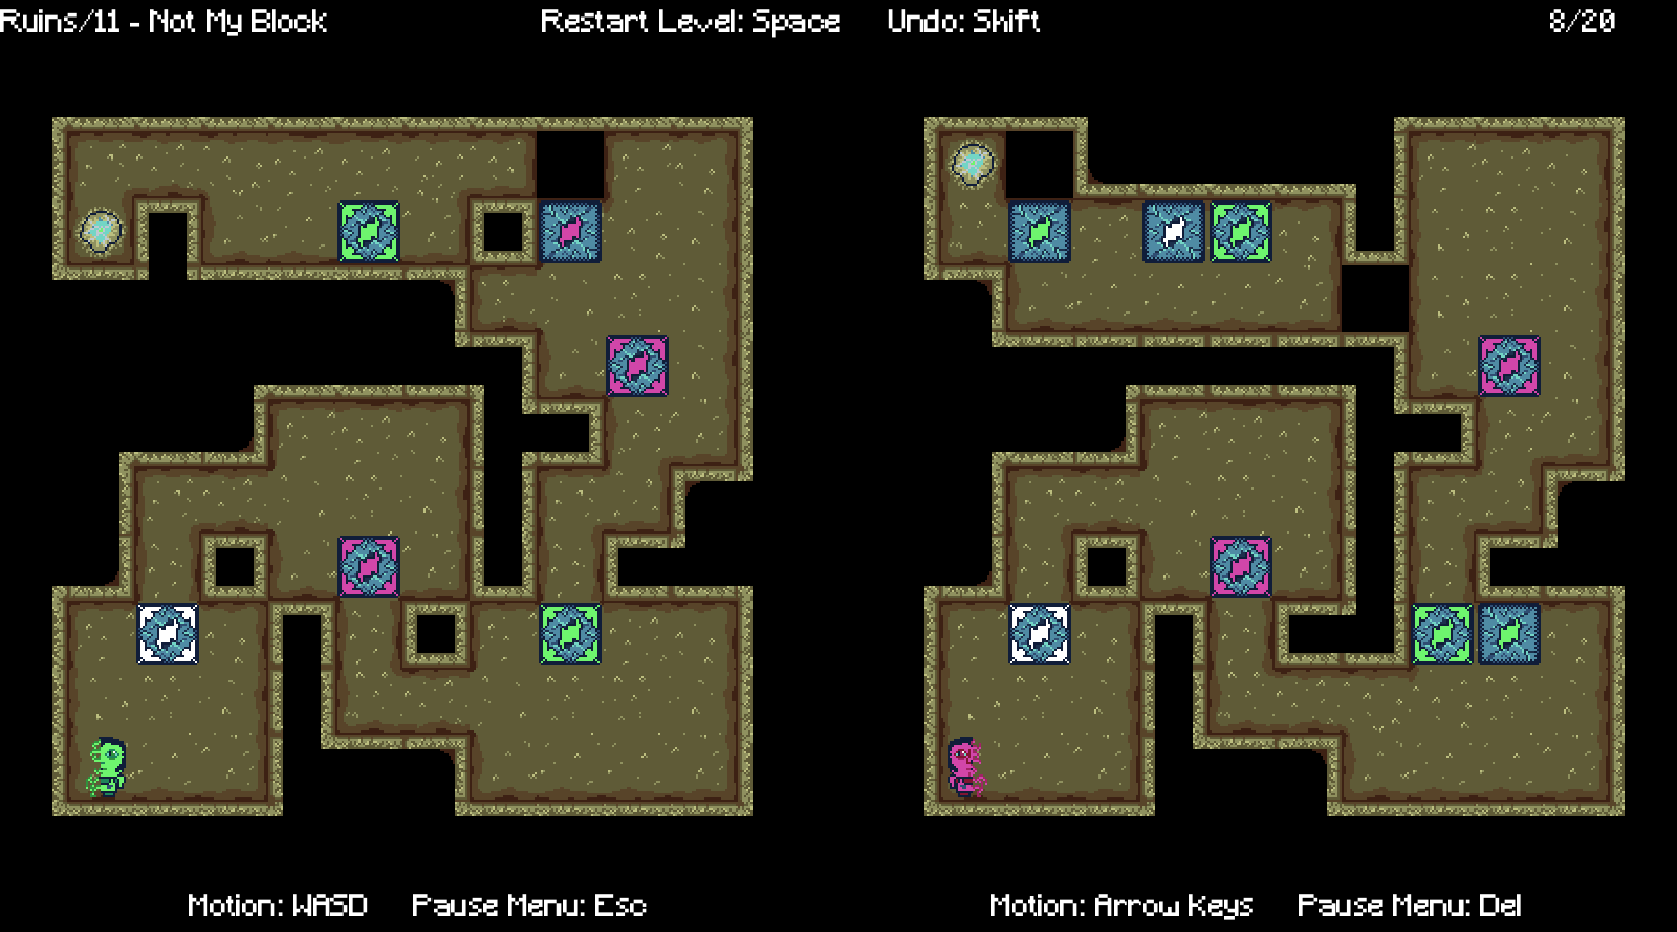 Ruins/11 - Not My Block Restart Level: Space Undo: Shift 8/20
Motion: WASD Pause Menu: Esc Motion: Arrow Keys Pause Menu: Del